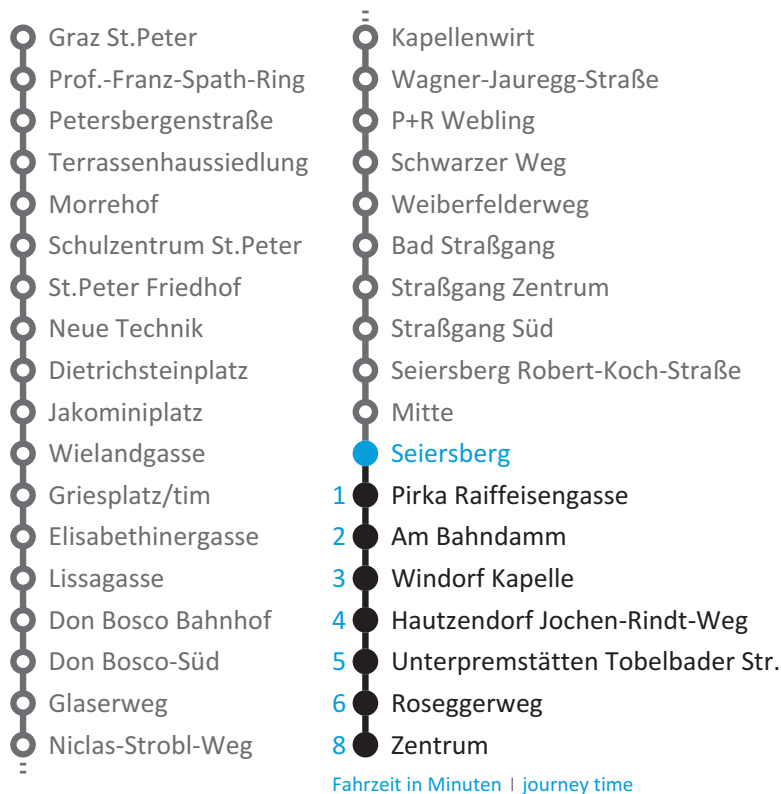 Graz St.Peter
Prof.-Franz-Spath-Ring
Petersbergenstraße
Terrassenhaussiedlung
Morrehof
Schulzentrum St.Peter
St.Peter Friedhof
Neue Technik
Dietrichsteinplatz
Jakominiplatz
Wielandgasse
Griesplatz/tim
Elisabethinergasse
Lissagasse
Don Bosco Bahnhof
Don Bosco-Süd
Glaserweg
Niclas-Strobl-Weg
Kapellenwirt
Wagner-Jauregg-Straße
P+R Webling
Schwarzer Weg
Weiberfelderweg
Bad Straßgang
Straßgang Zentrum
Straßgang Süd
Seiersberg Robert-Koch-Straße
Mitte
Seiersberg
1 Pirka Raiffeisengasse
2 Am Bahndamm
3 Windorf Kapelle
4 Hautzendorf Jochen-Rindt-Weg
5 Unterpremstätten Tobelbader Str.
6 Roseggerweg
8 Zentrum
Fahrzeit in Minuten | journey time